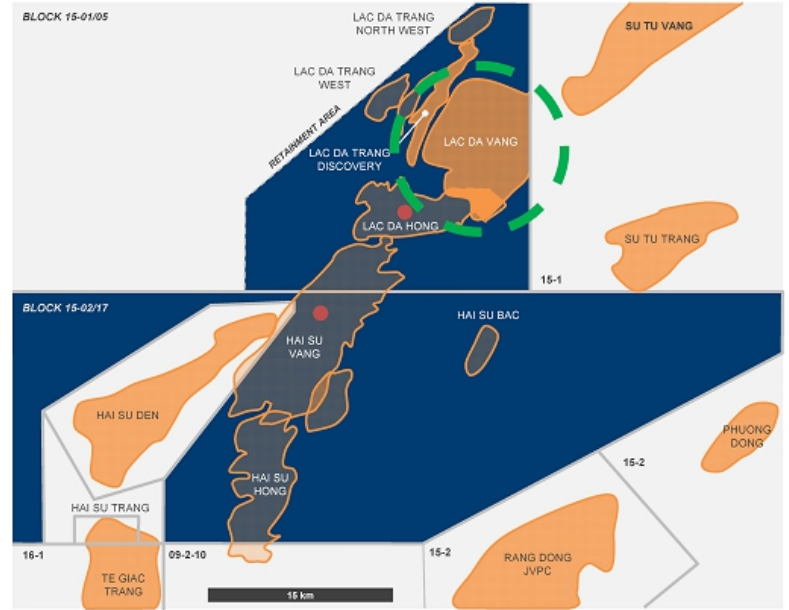 BLOCK 15-01/05
LAC DA TRANG
NORTH WEST
SU TU VANG
LAC DA TRANG
WEST
RETAINMENT AREA
LAC DA VANG
LAC DA TRANG
DISCOVERY
LAC DA HONG
SU TU TRANG
15-1
BLOCK 15-02/17
HAI SU BAC
HAI SU
VANG
HAI SU DEN
PHUONG
DONG
15-2
HAI SU
HONG
HAI SU TRANG
16-1
09-2-10
15-2
RANG DONG
JVPC
TE GIAC
TRANG
15 km